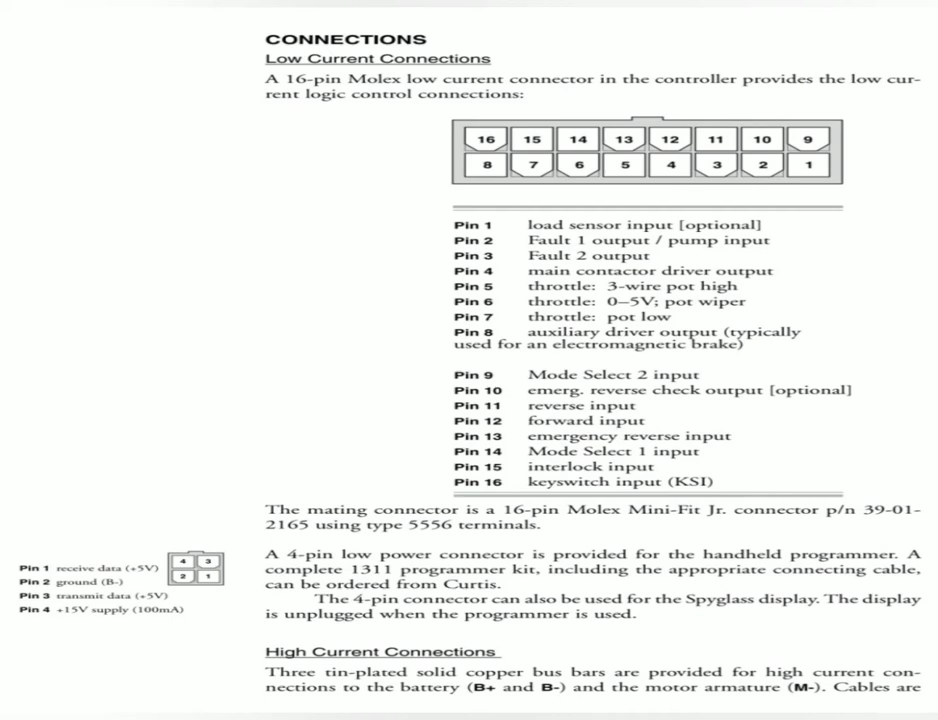 CONNECTIONS
Low Current Connections
A 16-pin Molex low current connector in the controller provides the low cur-
rent logic control connections:
16 15 14 13 12 11 10 9
8 7 6 5 4 3 2 1
Pin 1 load sensor input [optional]
Pin 2 Fault 1 output / pump input
Pin 3 Fault 2 output
Pin 4 main contactor driver output
Pin 5 throttle: 3-wire pot high
Pin 6 throttle: 0–5V; pot wiper
Pin 7 throttle: pot low
Pin 8 auxiliary driver output (typically
used for an electromagnetic brake)
Pin 9 Mode Select 2 input
Pin 10 emerg. reverse check output [optional]
Pin 11 reverse input
Pin 12 forward input
Pin 13 emergency reverse input
Pin 14 Mode Select 1 input
Pin 15 interlock input
Pin 16 keyswitch input (KSI)
The mating connector is a 16-pin Molex Mini-Fit Jr. connector p/n 39-01-
2165 using type 5556 terminals.
4 3
2 1
Pin 1 receive data (+5V)
Pin 2 ground (B-)
Pin 3 transmit data (+5V)
Pin 4 +15V supply (100mA)
A 4-pin low power connector is provided for the handheld programmer. A
complete 1311 programmer kit, including the appropriate connecting cable,
can be ordered from Curtis.
The 4-pin connector can also be used for the Spyglass display. The display
is unplugged when the programmer is used.
High Current Connections
Three tin-plated solid copper bus bars are provided for high current con-
nections to the battery (B+ and B-) and the motor armature (M-). Cables are